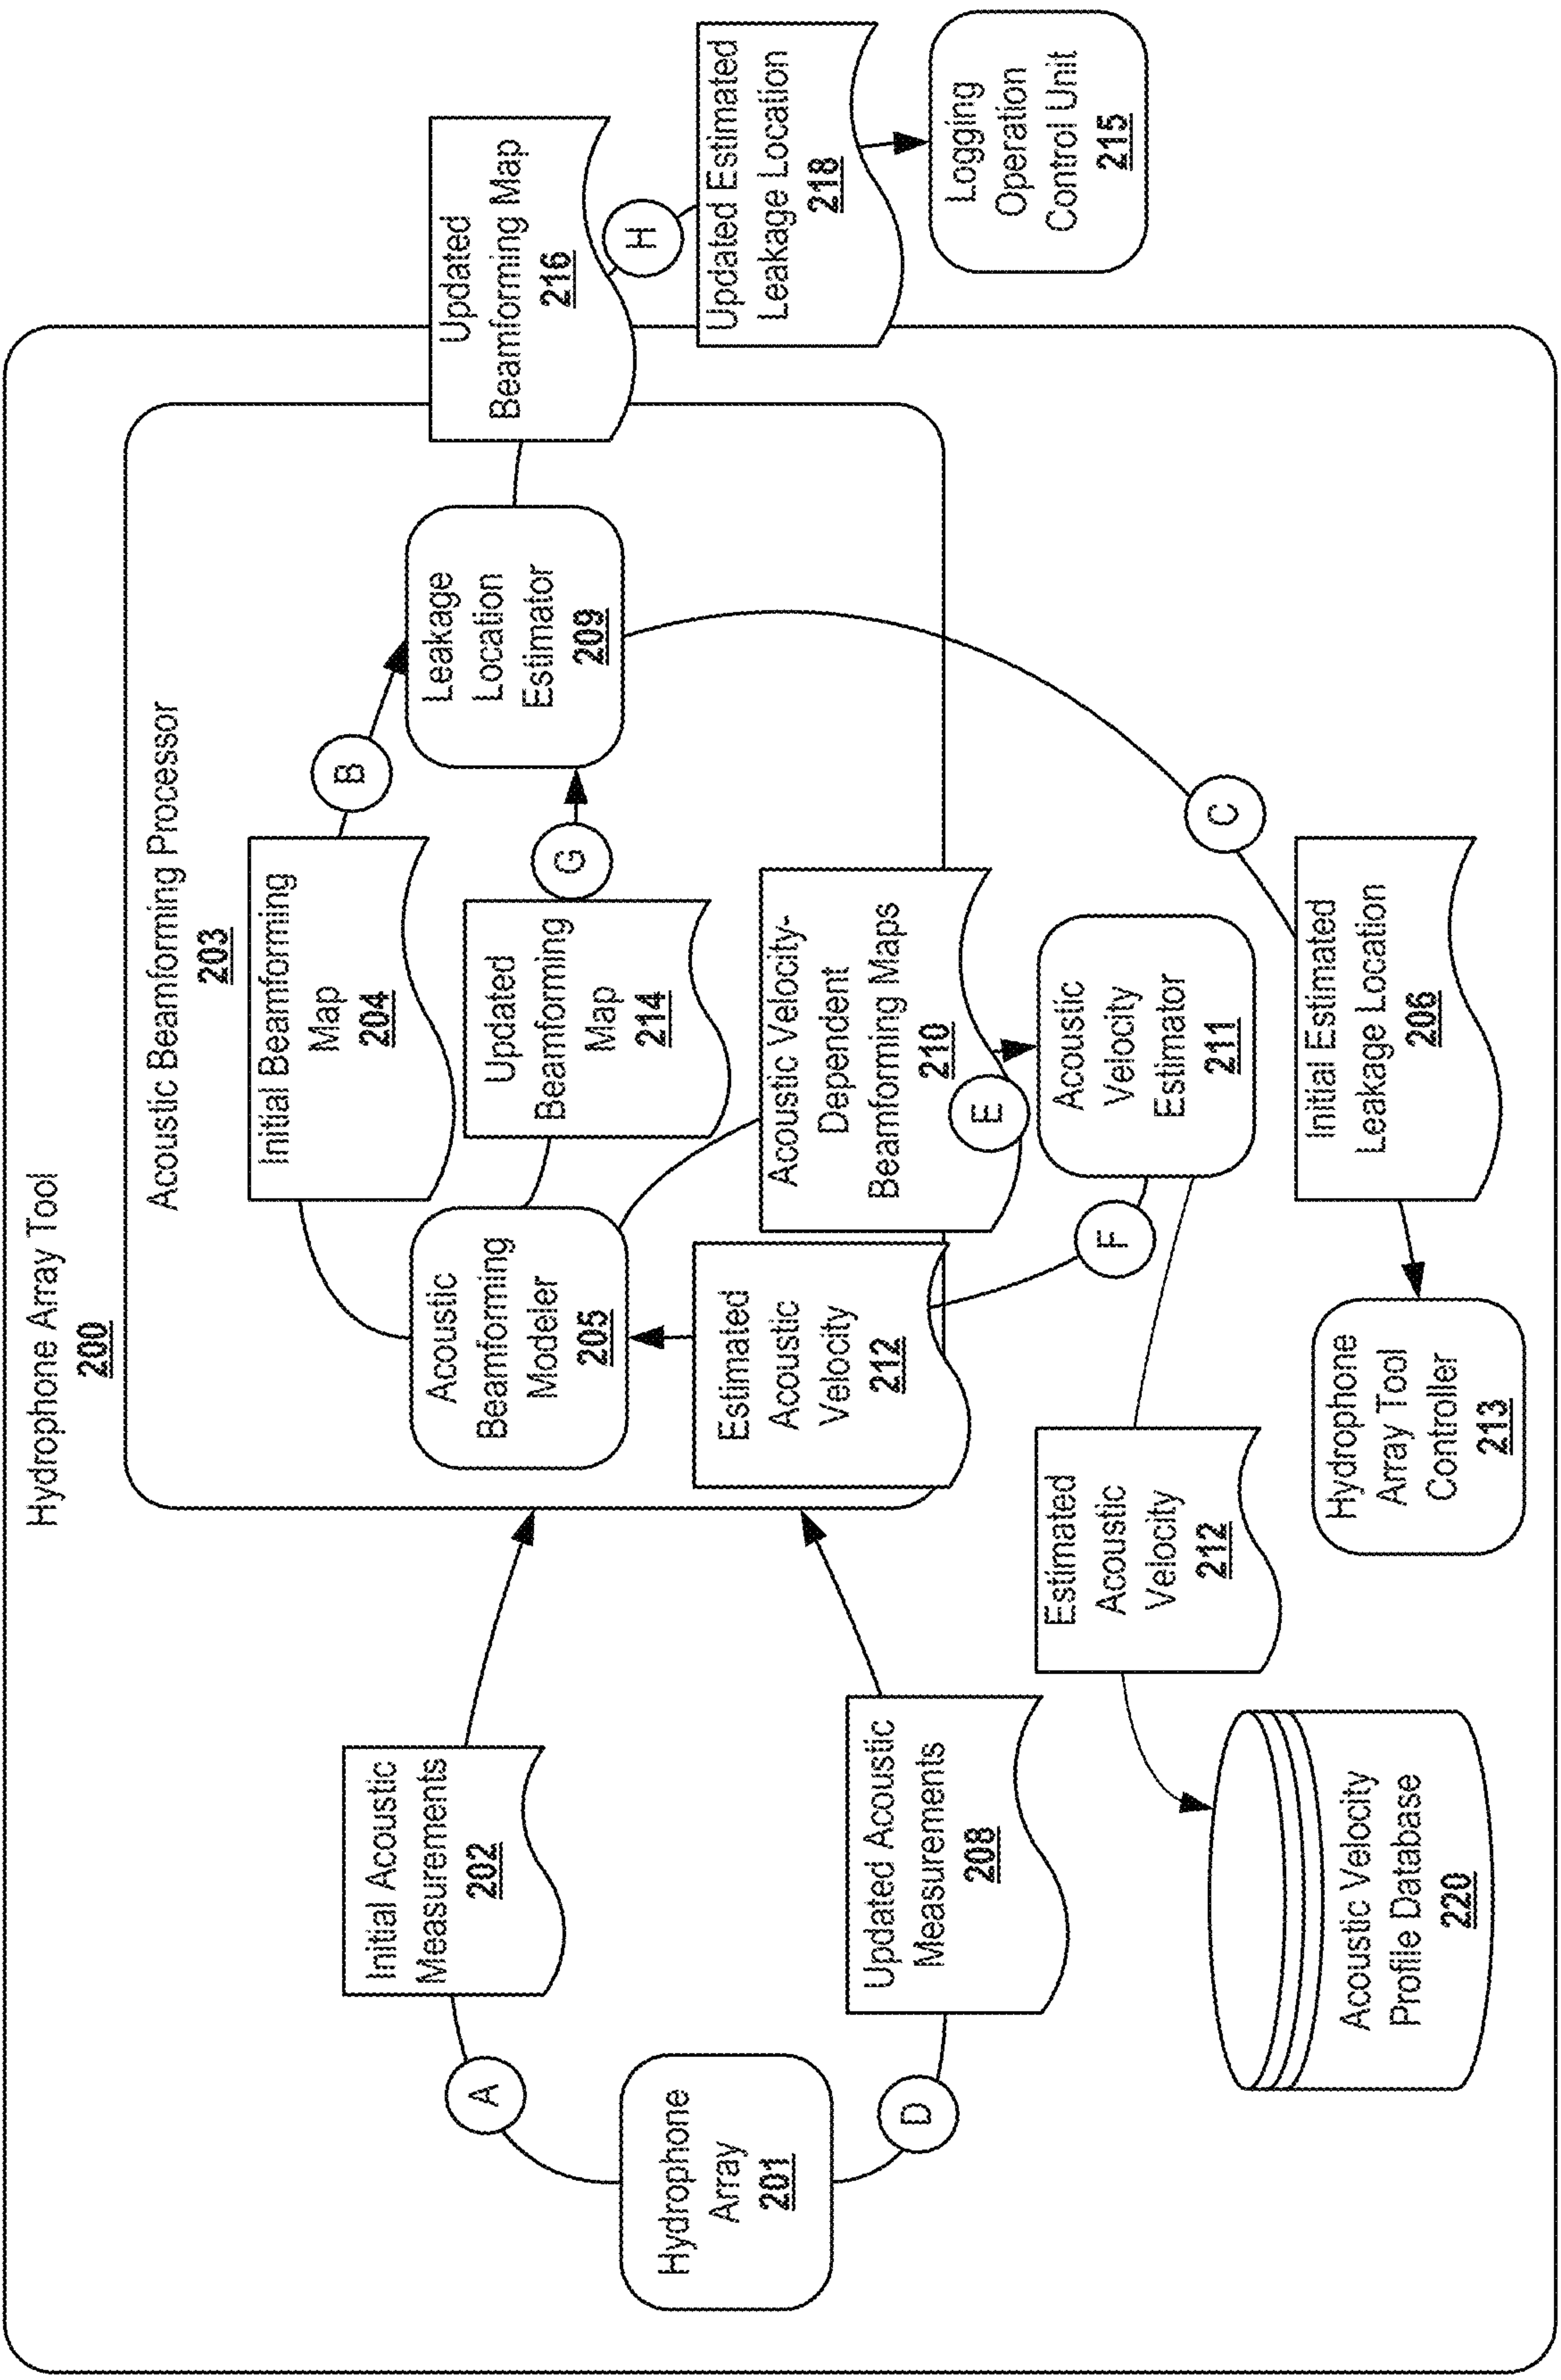 Hydrophone Array Tool
200
Acoustic Beamforming Processor
203
Initial Acoustic
Measurements
202
A
Hydrophone
Array
201
D
Updated Acoustic
Measurements
208
Acoustic Velocity
Profile Database
220
Initial Beamforming
Map
204
B
Acoustic
Beamforming
Modeler
205
Updated
Beamforming
Map
214
G
Leakage
Location
Estimator
209
Estimated
Acoustic
Velocity
212
Acoustic Velocity-
Dependent
Beamforming Maps
210
E
Acoustic
Velocity
Estimator
211
F
Estimated
Acoustic
Velocity
212
C
Initial Estimated
Leakage Location
206
Hydrophone
Array Tool
Controller
213
Updated
Beamforming Map
216
H
Updated Estimated
Leakage Location
218
Logging
Operation
Control Unit
215